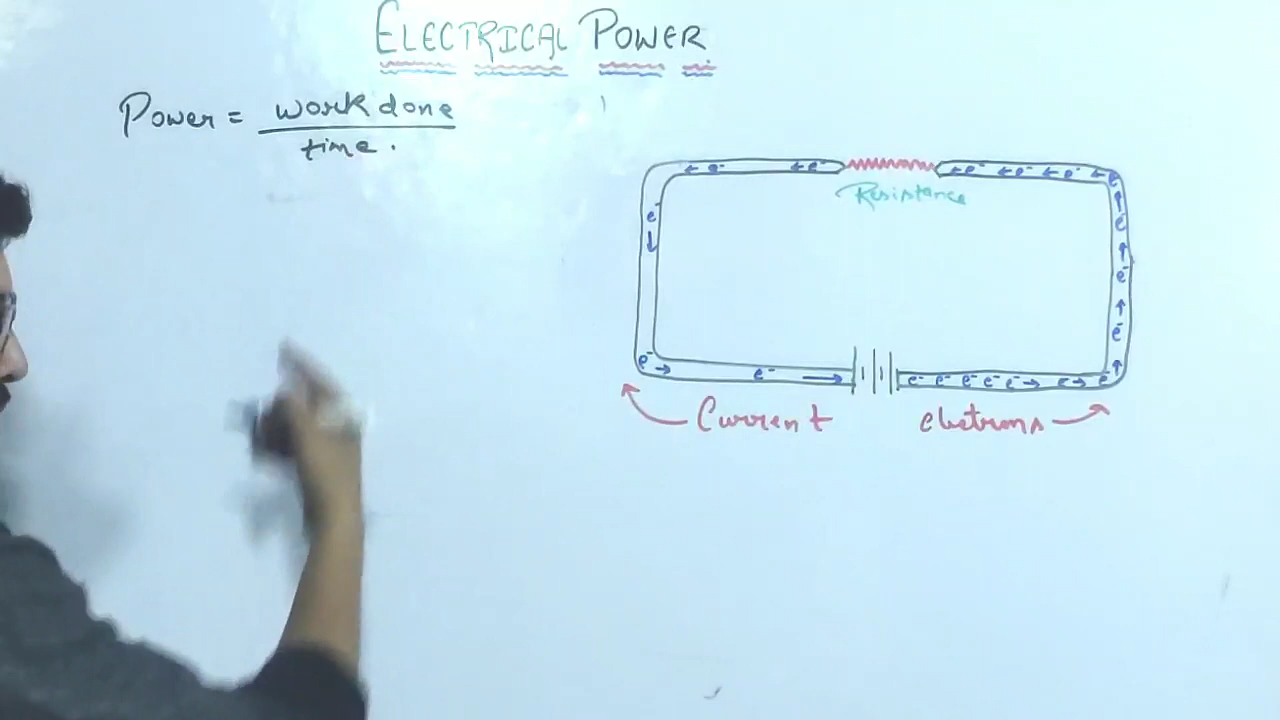 ELECTRICAL POWER
Power = work done
time.
e⁻ e⁻ e⁻ e⁻ e⁻ e⁻
Resistance
e⁻ e
e⁻
e⁻
e⁻ e⁻ e⁻ e⁻ e⁻ e⁻ e⁻ e⁻ e
Current electrons